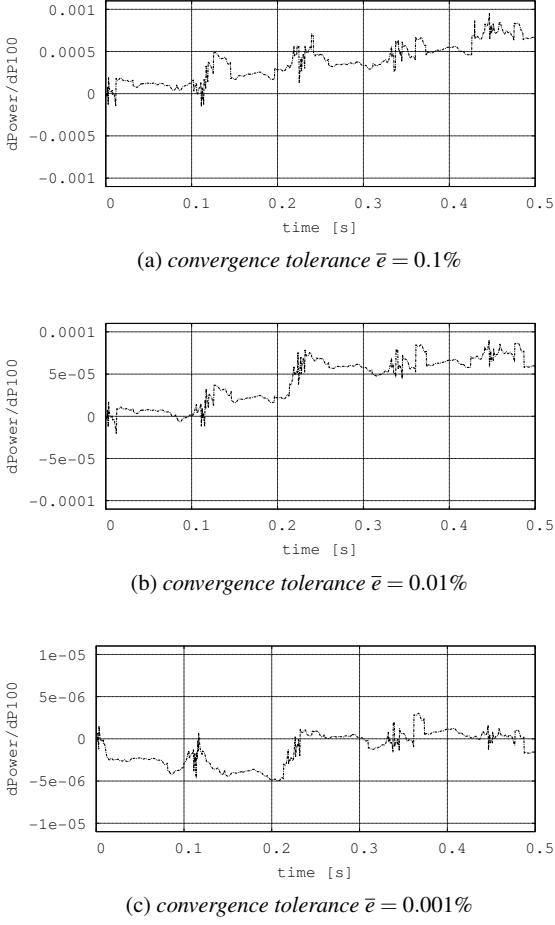 0.001
0.0005
0
-0.0005
-0.001
dPower/dP100
0 0.1 0.2 0.3 0.4 0.5
time [s]
(a) convergence tolerance e̅ = 0.1%
0.0001
5e-05
0
-5e-05
-0.0001
dPower/dP100
0 0.1 0.2 0.3 0.4 0.5
time [s]
(b) convergence tolerance e̅ = 0.01%
1e-05
5e-06
0
-5e-06
-1e-05
dPower/dP100
0 0.1 0.2 0.3 0.4 0.5
time [s]
(c) convergence tolerance e̅ = 0.001%